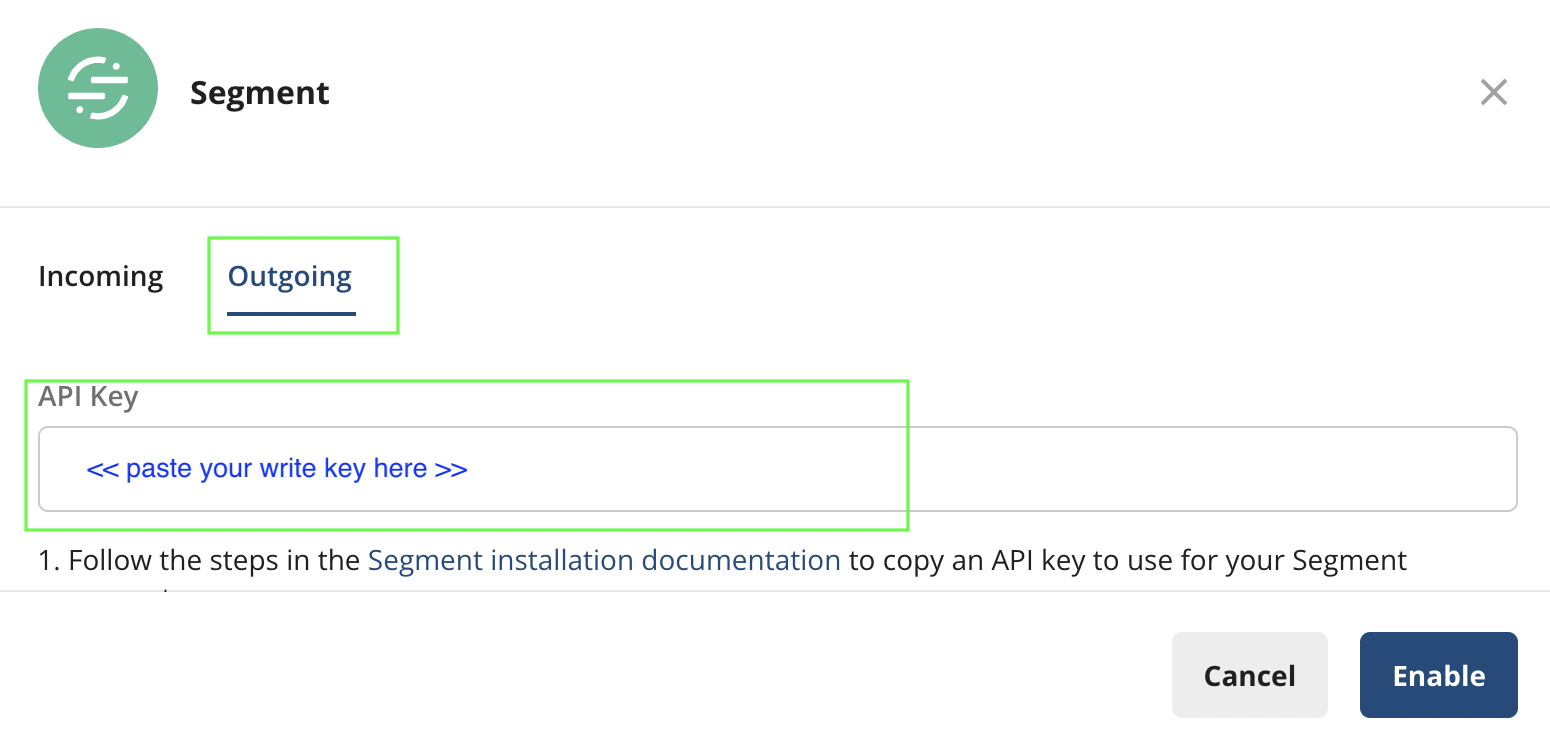 Segment
Incoming
Outgoing
API Key
<< paste your write key here >>
1. Follow the steps in the Segment installation documentation to copy an API key to use for your Segment
Cancel
Enable